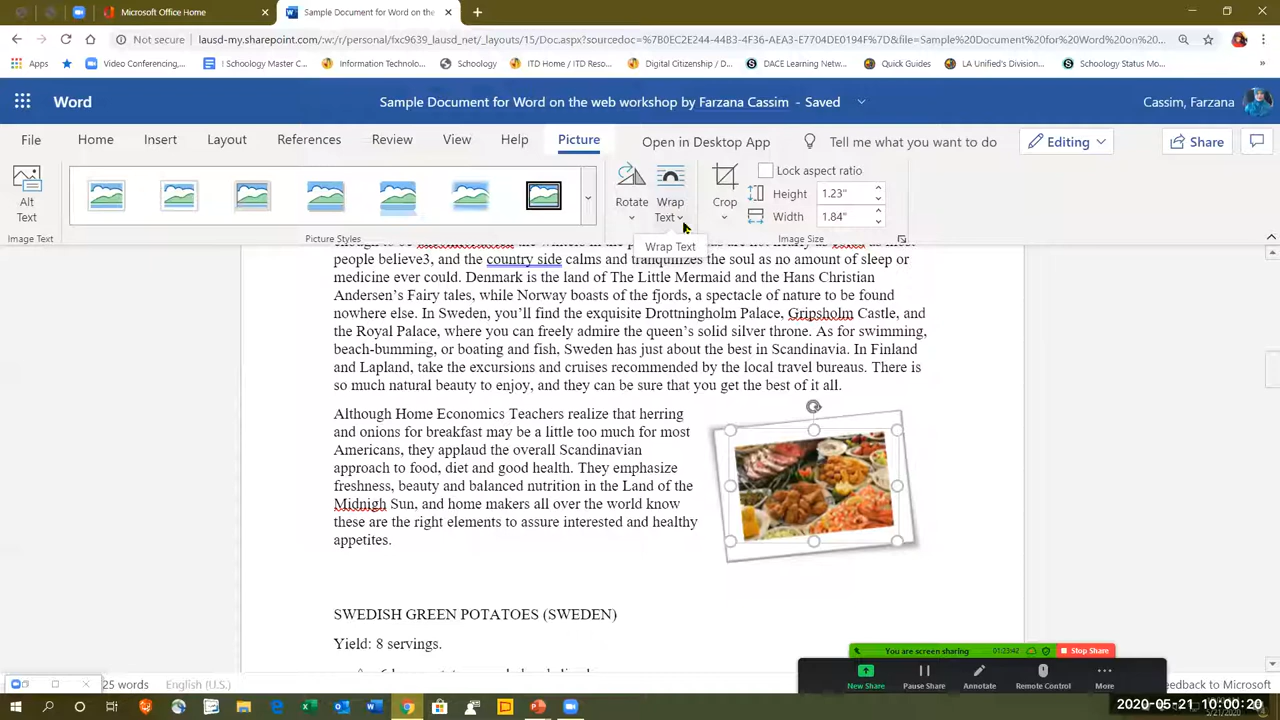 Microsoft Office Home
Sample Document for Word on the
Not secure
lausd-my.sharepoint.com/:w:/r/personal/fxc9639_lausd_net/_layouts/15/Doc.aspx?sourcedoc=%7B0EC2E244-44B3-4F36-AEA3-E7704DE0194F%7D&file=Sample%20Document%20for%20Word%20on%...
Apps
Video Conferencing,...
! Schoology Master C...
Information Technolo...
Schoology
ITD Home / ITD Reso...
Digital Citizenship / D...
DACE Learning Netw...
Quick Guides
LA Unified's Division...
Schoology Status Mo...
Word
Sample Document for Word on the web workshop by Farzana Cassim - Saved
Cassim, Farzana
File
Home
Insert
Layout
References
Review
View
Help
Picture
Open in Desktop App
Tell me what you want to do
Editing
Share
Alt
Text
Rotate
Wrap
Text
Crop
Lock aspect ratio
Height
1.23"
Width
1.84"
Image Text
Picture Styles
Image Size
Wrap Text
people believe3, and the country side calms and tranquilizes the soul as no amount of sleep or
medicine ever could. Denmark is the land of The Little Mermaid and the Hans Christian
Andersen's Fairy tales, while Norway boasts of the fjords, a spectacle of nature to be found
nowhere else. In Sweden, you'll find the exquisite Drottningholm Palace, Gripsholm Castle, and
the Royal Palace, where you can freely admire the queen's solid silver throne. As for swimming,
beach-bumming, or boating and fish, Sweden has just about the best in Scandinavia. In Finland
and Lapland, take the excursions and cruises recommended by the local travel bureaus. There is
so much natural beauty to enjoy, and they can be sure that you get the best of it all.
Although Home Economics Teachers realize that herring
and onions for breakfast may be a little too much for most
Americans, they applaud the overall Scandinavian
approach to food, diet and good health. They emphasize
freshness, beauty and balanced nutrition in the Land of the
Midnigh Sun, and home makers all over the world know
these are the right elements to assure interested and healthy
appetites.
SWEDISH GREEN POTATOES (SWEDEN)
Yield: 8 servings.
You are screen sharing
01:23:42
Stop Share
New Share
Pause Share
Annotate
Remote Control
More
25 words
English (U.S.)
eedback to Microsoft
2020-05-21 10:00:20